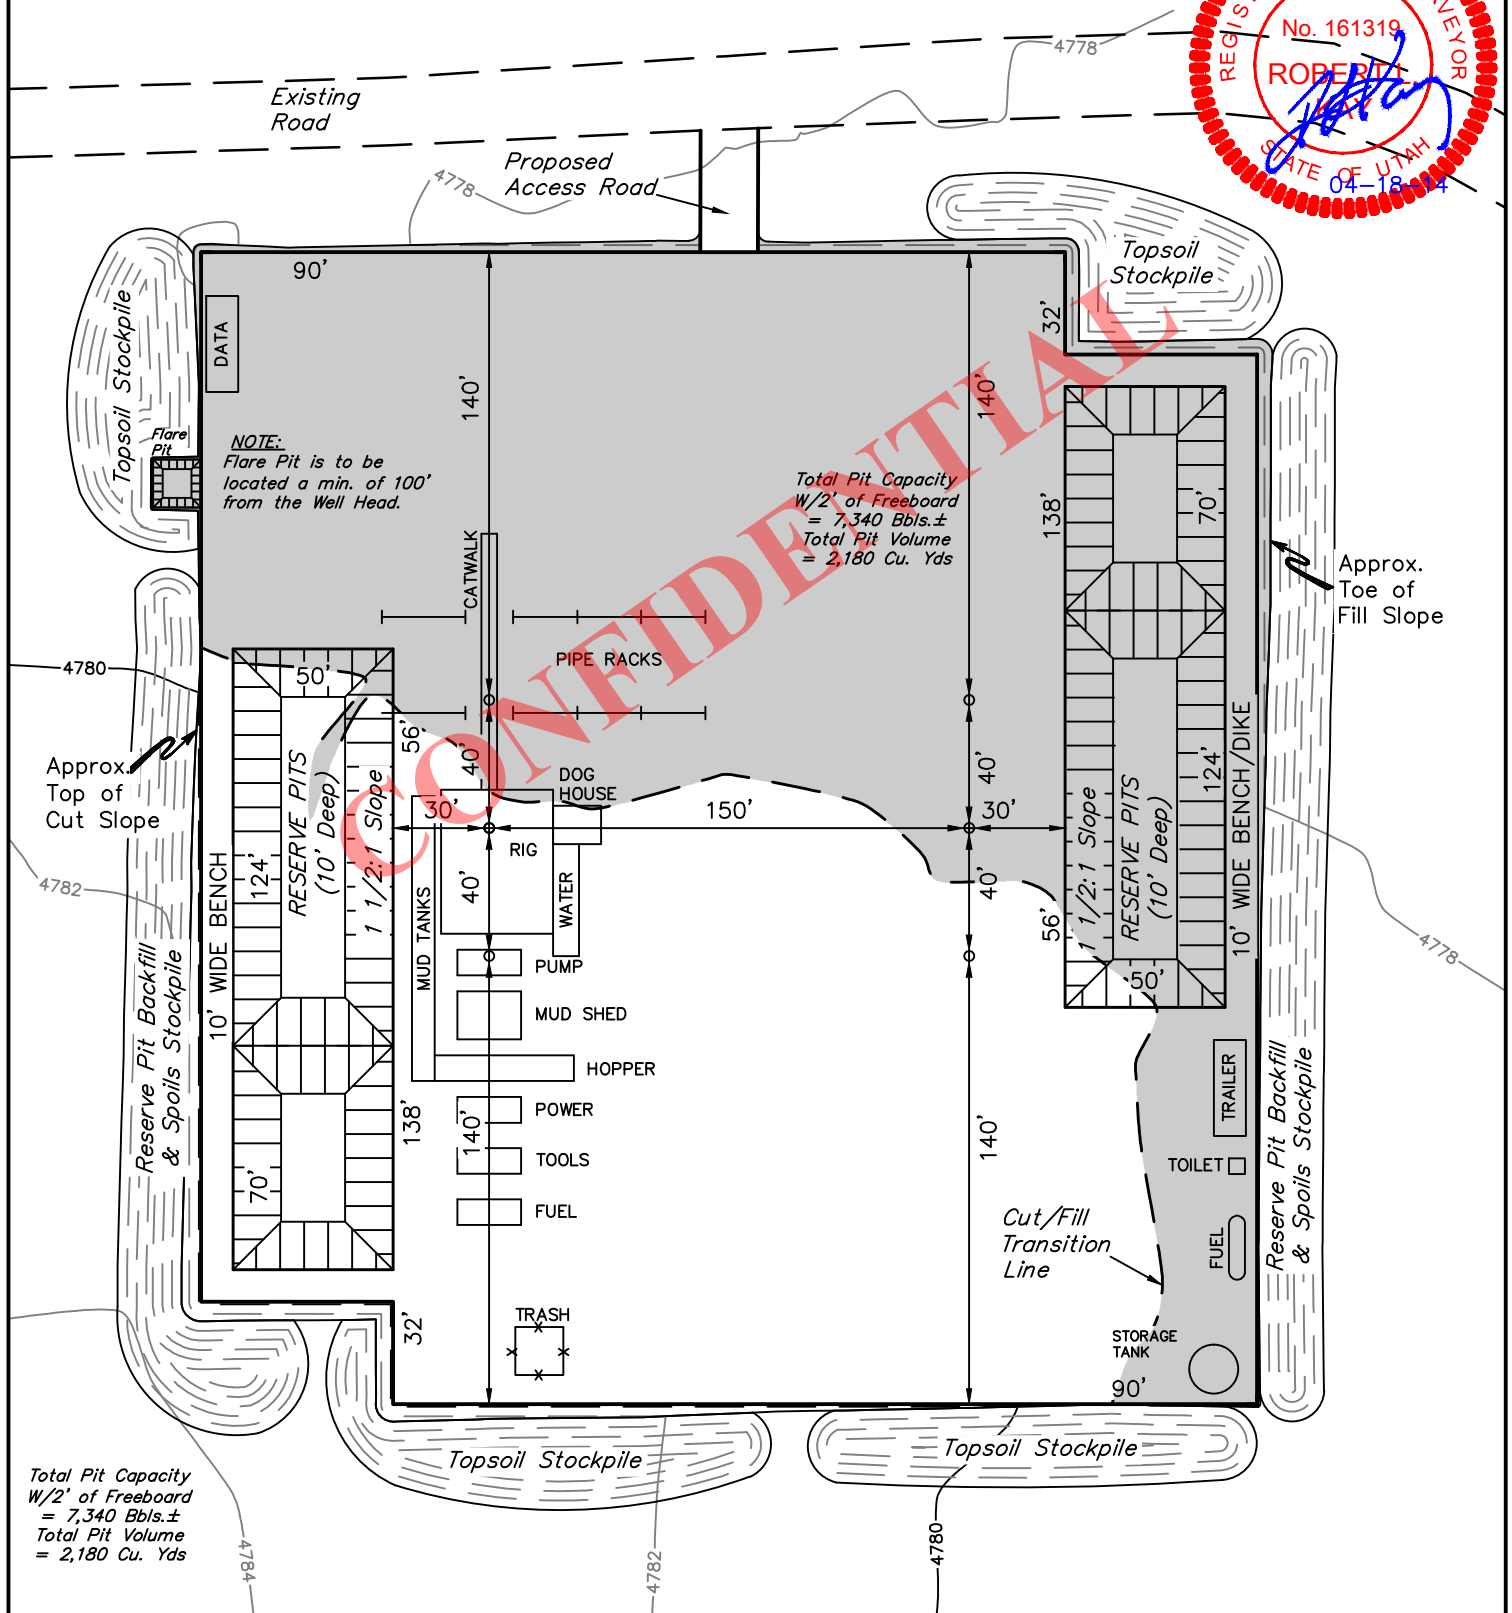 REGIS
VEYOR
No. 161319
ROBERT L.
KAY
STATE OF UTAH
04-18-14
4778
Existing
Road
Proposed
Access Road
4778
Topsoil
Stockpile
90'
32'
DATA
Topsoil Stockpile
140'
140'
Flare
Pit
NOTE:
Flare Pit is to be
located a min. of 100'
from the Well Head.
Total Pit Capacity
W/2' of Freeboard
= 7,340 Bbls.±
Total Pit Volume
= 2,180 Cu. Yds
138'
70'
CATWALK
Approx.
Toe of
Fill Slope
CONFIDENTIAL
PIPE RACKS
4780
50'
56'
40'
40'
Approx.
Top of
Cut Slope
RESERVE PITS
(10' Deep)
1 1/2:1 Slope
124'
10' WIDE BENCH
DOG
HOUSE
30'
150'
30'
RIG
40'
40'
WATER
MUD TANKS
1 1/2:1 Slope
RESERVE PITS
(10' Deep)
124'
10' WIDE BENCH/DIKE
4782
56'
4778
50'
PUMP
MUD SHED
HOPPER
POWER
TOOLS
FUEL
138'
140'
140'
70'
Reserve Pit Backfill
& Spoils Stockpile
TRAILER
TOILET
FUEL
Reserve Pit Backfill
& Spoils Stockpile
Cut/Fill
Transition
Line
32'
TRASH
STORAGE
TANK
90'
Topsoil Stockpile
Topsoil Stockpile
Total Pit Capacity
W/2' of Freeboard
= 7,340 Bbls.±
Total Pit Volume
= 2,180 Cu. Yds
4784
4782
4780